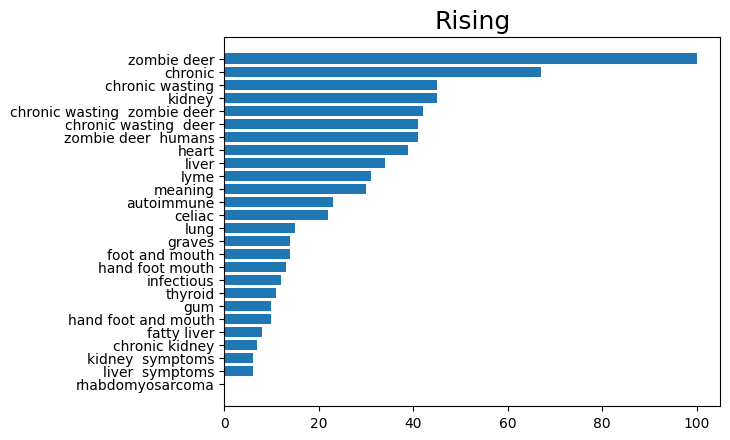 Rising
zombie deer
chronic
chronic wasting
kidney
chronic wasting  zombie deer
chronic wasting  deer
zombie deer  humans
heart
liver
lyme
meaning
autoimmune
celiac
lung
graves
foot and mouth
hand foot mouth
infectious
thyroid
gum
hand foot and mouth
fatty liver
chronic kidney
kidney  symptoms
liver  symptoms
rhabdomyosarcoma
0 20 40 60 80 100